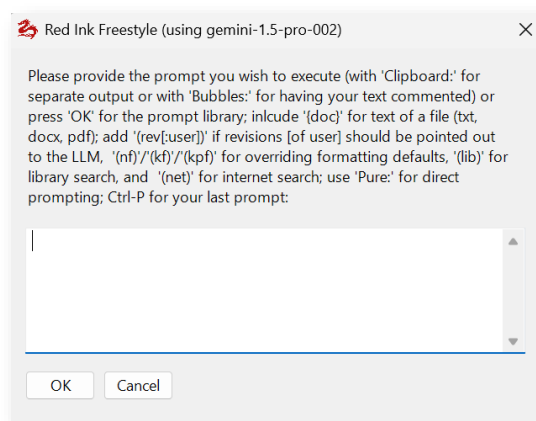 Red Ink Freestyle (using gemini-1.5-pro-002)
Please provide the prompt you wish to execute (with 'Clipboard:' for
separate output or with 'Bubbles:' for having your text commented) or
press 'OK' for the prompt library; inlcude '{doc}' for text of a file (txt,
docx, pdf); add '(rev[:user])' if revisions [of user] should be pointed out
to the LLM,  '(nf)'/'(kf)'/'(kpf)' for overriding formatting defaults, '(lib)' for
library search, and  '(net)' for internet search; use 'Pure:' for direct
prompting; Ctrl-P for your last prompt:
OK
Cancel